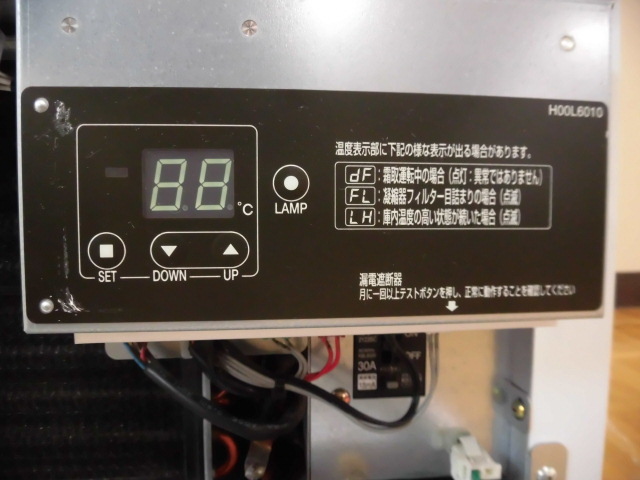 H00L6010
温度表示部に下記の様な表示が出る場合があります。
dF:霜取運転中の場合(点灯:異常ではありません)
FL:凝縮器フィルター目詰まりの場合(点滅)
LH:庫内温度の高い状態が続いた場合(点滅)
88 °C
LAMP
SET DOWN UP
漏電遮断器
月に一回以上テストボタンを押し、正常に動作することを確認してください
OFF
30A